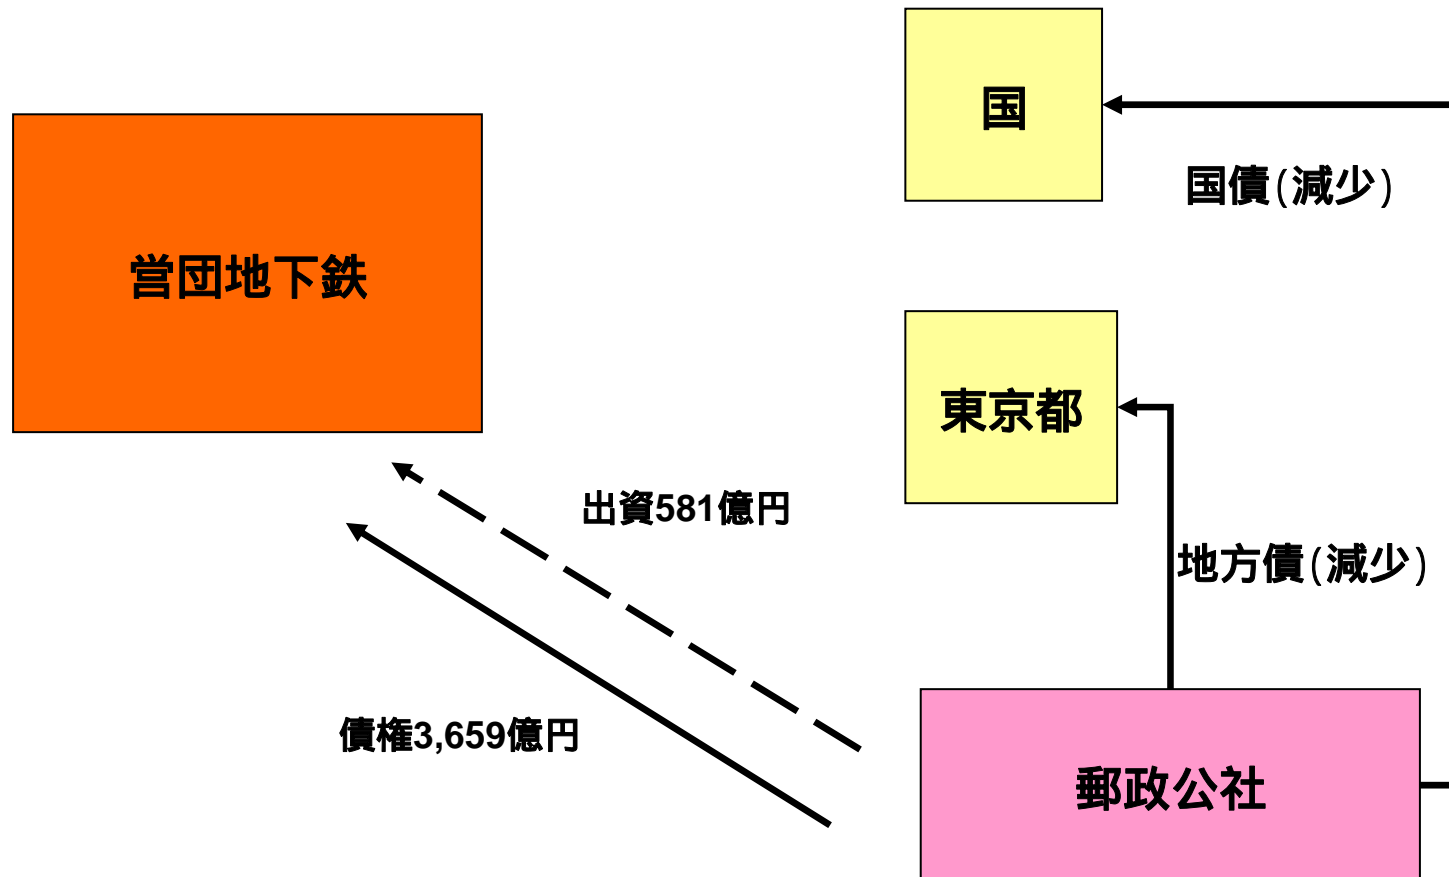 国
国債(減少)
営団地下鉄
東京都
出資581億円
地方債(減少)
債権3,659億円
郵政公社